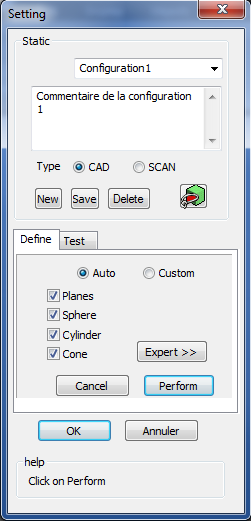 Setting
Static
Configuration1
Commentaire de la configuration
1
Type CAD SCAN
New Save Delete
Define Test
Auto Custom
Planes
Sphere
Cylinder
Cone Expert >>
Cancel Perform
OK Annuler
help
Click on Perform